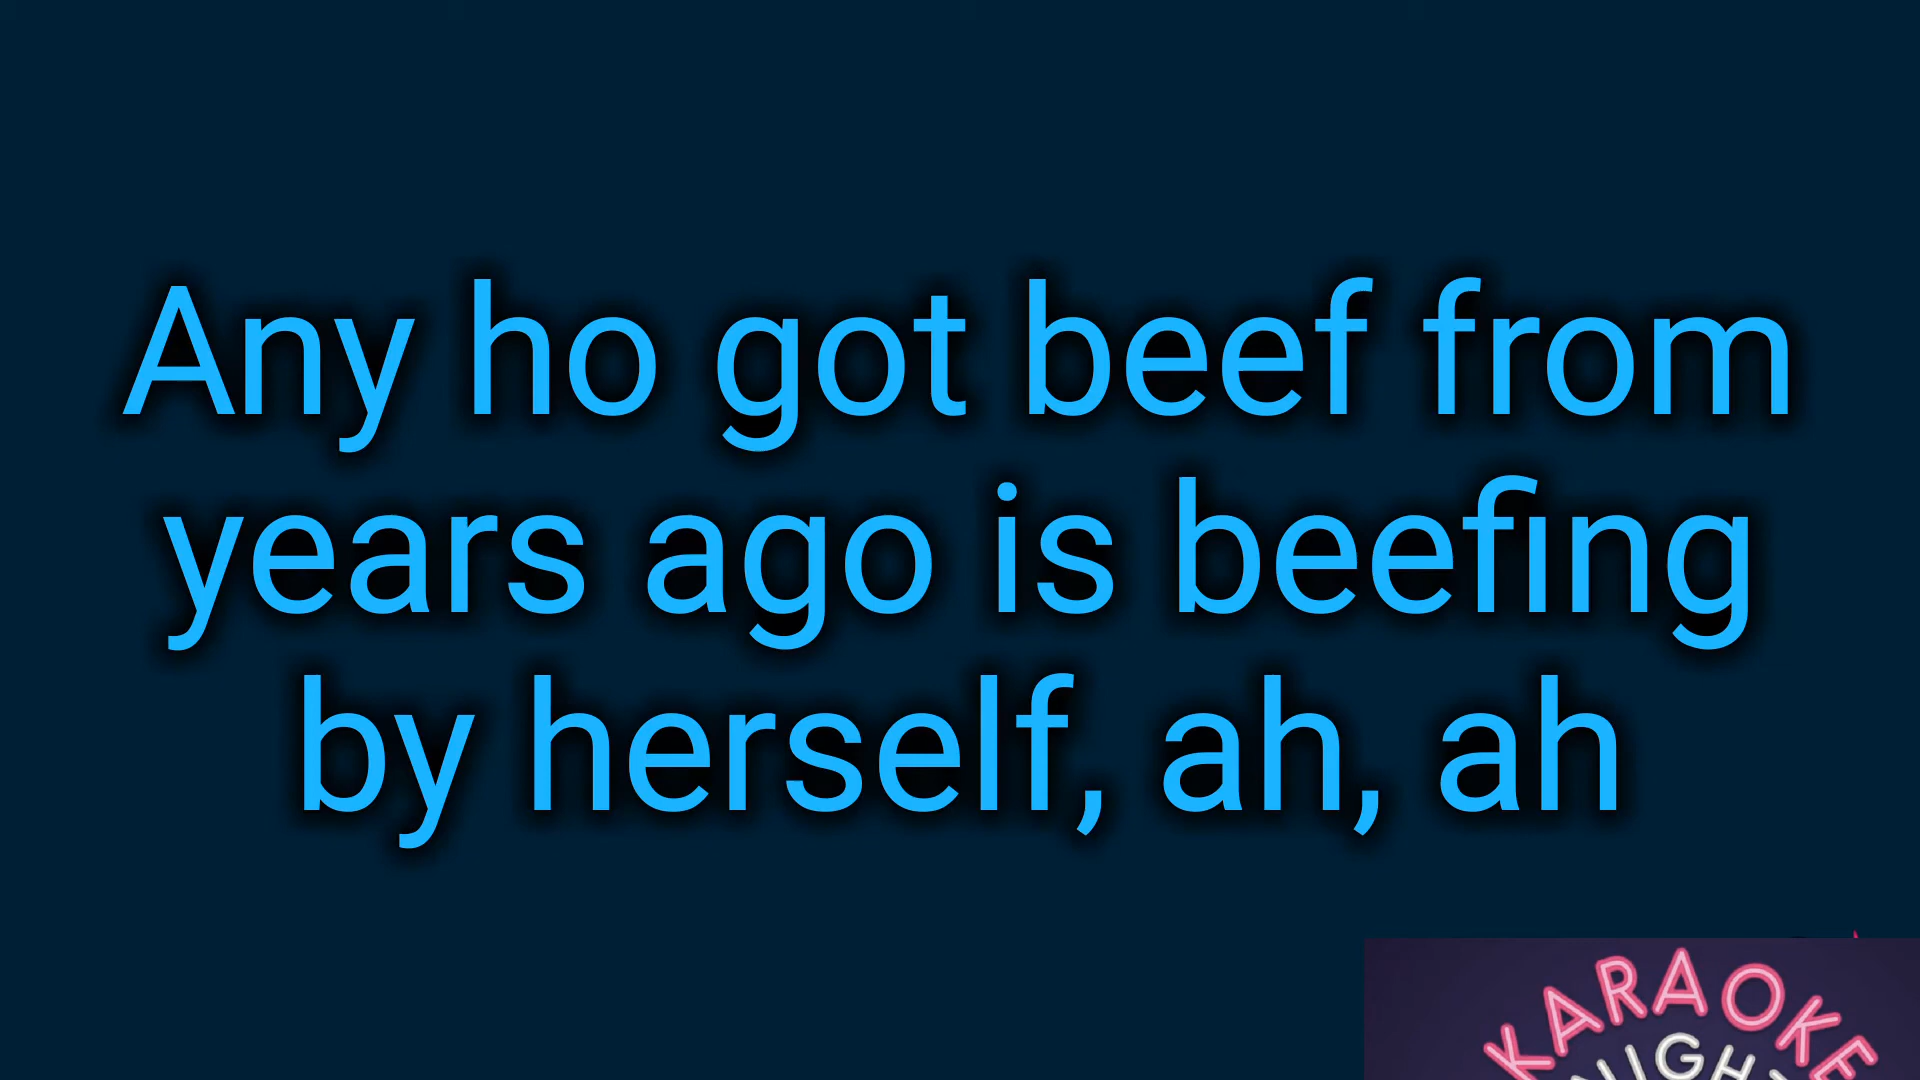 Any ho got beef from
years ago is beefing
by herself, ah, ah
KARAOKE